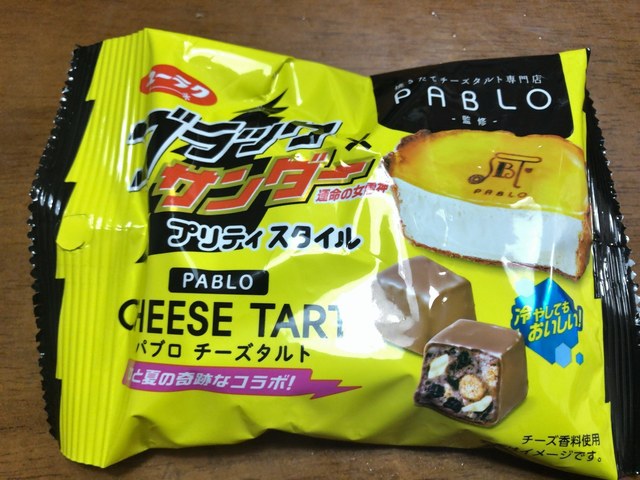 ユーラク
焼きたてチーズタルト専門店
PABLO
-監修-
ブラック
サンダー
×
運命の女神
プリティスタイル
PABLO
PABLO
CHEESE TART
パブロ チーズタルト
と夏の奇跡なコラボ!
冷やしても
おいしい!
チーズ香料使用
イメージです。